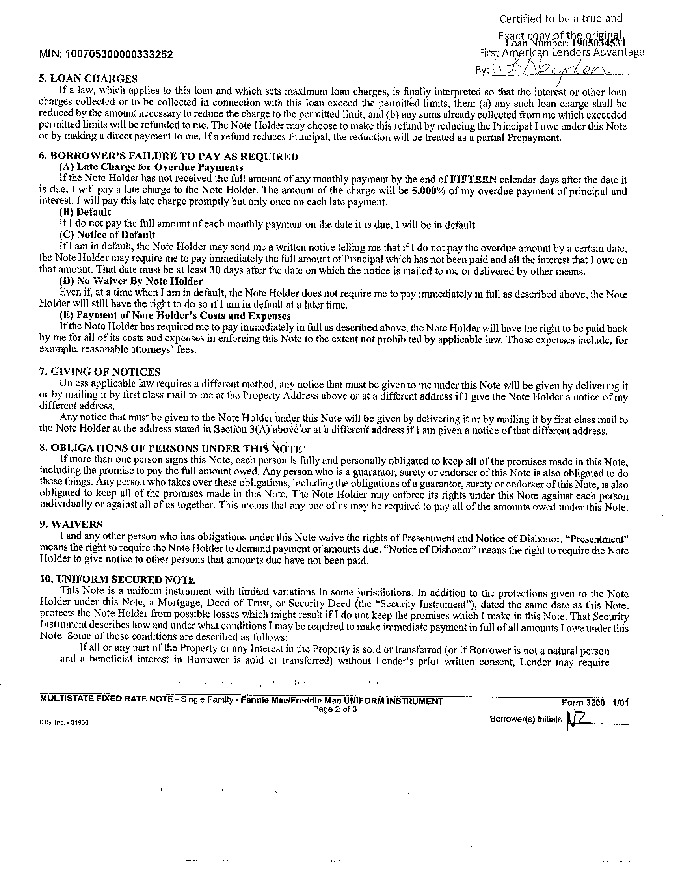 Certified to be a true and
Exact copy of the original
Loan Number: 1905034531
MIN: 100705300000333252
First American Lenders Advantage
By:
5. LOAN CHARGES
If a law, which applies to this loan and which sets maximum loan charges, is finally interpreted so that the interest or other loan
charges collected or to be collected in connection with this loan exceed the permitted limits, then: (a) any such loan charge shall be
reduced by the amount necessary to reduce the charge to the permitted limit, and (b) any sums already collected from me which exceeded
permitted limits will be refunded to me. The Note Holder may choose to make this refund by reducing the Principal I owe under this Note
or by making a direct payment to me. If a refund reduces Principal, the reduction will be treated as a partial Prepayment.
6. BORROWER'S FAILURE TO PAY AS REQUIRED
(A) Late Charge for Overdue Payments
If the Note Holder has not received the full amount of any monthly payment by the end of FIFTEEN calendar days after the date it
is due, I will pay a late charge to the Note Holder. The amount of the charge will be 5.000% of my overdue payment of principal and
interest. I will pay this late charge promptly but only once on each late payment.
(B) Default
If I do not pay the full amount of each monthly payment on the date it is due, I will be in default
(C) Notice of Default
If I am in default, the Note Holder may send me a written notice telling me that if I do not pay the overdue amount by a certain date,
the Note Holder may require me to pay immediately the full amount of Principal which has not been paid and all the interest that I owe on
that amount. That date must be at least 30 days after the date on which the notice is mailed to me or delivered by other means.
(D) No Waiver By Note Holder
Even if, at a time when I am in default, the Note Holder does not require me to pay immediately in full as described above, the Note
Holder will still have the right to do so if I am in default at a later time.
(E) Payment of Note Holder's Costs and Expenses
If the Note Holder has required me to pay immediately in full as described above, the Note Holder will have the right to be paid back
by me for all of its costs and expenses in enforcing this Note to the extent not prohibited by applicable law. Those expenses include, for
example, reasonable attorneys' fees.
7. GIVING OF NOTICES
Unless applicable law requires a different method, any notice that must be given to me under this Note will be given by delivering it
or by mailing it by first class mail to me at the Property Address above or at a different address if I give the Note Holder a notice of my
different address.
Any notice that must be given to the Note Holder under this Note will be given by delivering it or by mailing it by first class mail to
the Note Holder at the address stated in Section 3(A) above or at a different address if I am given a notice of that different address.
8. OBLIGATIONS OF PERSONS UNDER THIS NOTE
If more than one person signs this Note, each person is fully and personally obligated to keep all of the promises made in this Note,
including the promise to pay the full amount owed. Any person who is a guarantor, surety or endorser of this Note is also obligated to do
these things. Any person who takes over these obligations, including the obligations of a guarantor, surety or endorser of this Note, is also
obligated to keep all of the promises made in this Note. The Note Holder may enforce its rights under this Note against each person
individually or against all of us together. This means that any one of us may be required to pay all of the amounts owed under this Note.
9. WAIVERS
I and any other person who has obligations under this Note waive the rights of Presentment and Notice of Dishonor. "Presentment"
means the right to require the Note Holder to demand payment of amounts due. "Notice of Dishonor" means the right to require the Note
Holder to give notice to other persons that amounts due have not been paid.
10. UNIFORM SECURED NOTE
This Note is a uniform instrument with limited variations in some jurisdictions. In addition to the protections given to the Note
Holder under this Note, a Mortgage, Deed of Trust, or Security Deed (the "Security Instrument"), dated the same date as this Note,
protects the Note Holder from possible losses which might result if I do not keep the promises which I make in this Note. That Security
Instrument describes how and under what conditions I may be required to make immediate payment in full of all amounts I owe under this
Note. Some of these conditions are described as follows:
If all or any part of the Property or any Interest in the Property is sold or transferred (or if Borrower is not a natural person
and a beneficial interest in Borrower is sold or transferred) without Lender's prior written consent, Lender may require
MULTISTATE FIXED RATE NOTE - Single Family - Fannie Mae/Freddie Mac UNIFORM INSTRUMENT
Form 3200 1/01
Page 2 of 3
Borrower(s) Initials